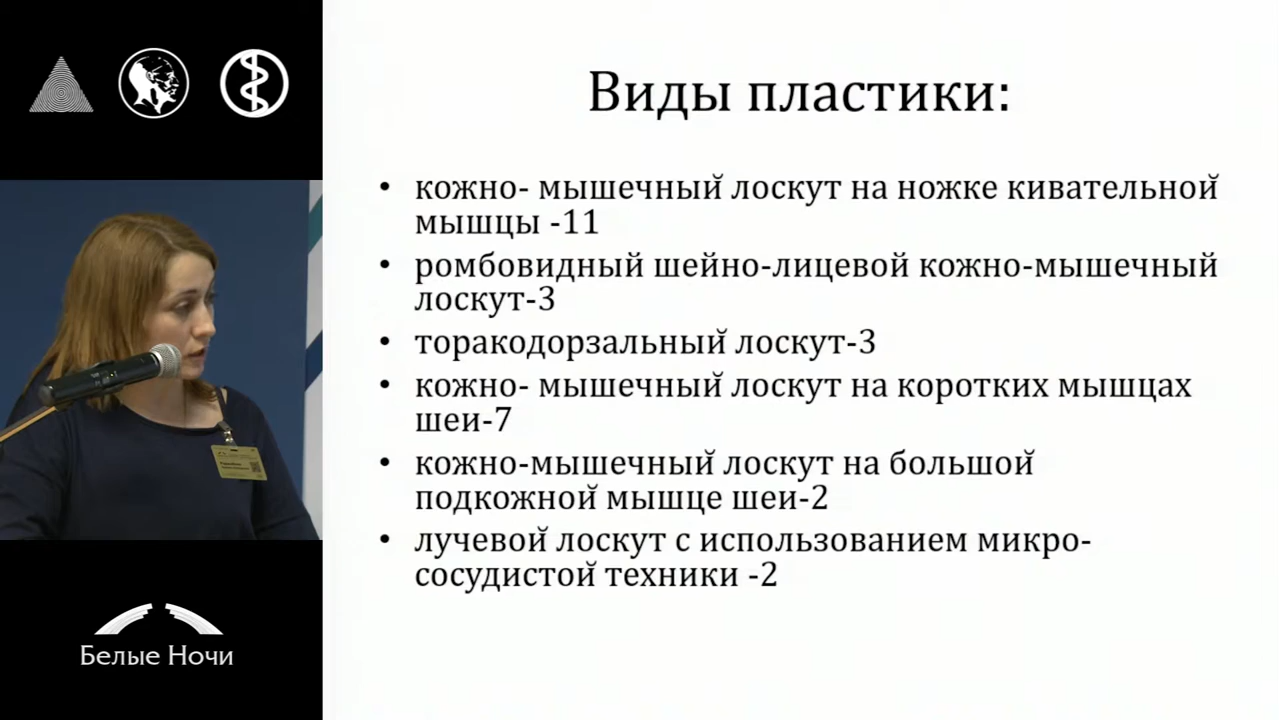 Виды пластики:
• кожно- мышечный лоскут на ножке кивательной
мышцы -11
• ромбовидный шейно-лицевой кожно-мышечный
лоскут-3
• торакодорзальный лоскут-3
• кожно- мышечный лоскут на коротких мышцах
шеи-7
• кожно-мышечный лоскут на большой
подкожной мышце шеи-2
• лучевой лоскут с использованием микро-
сосудистой техники -2
Белые Ночи